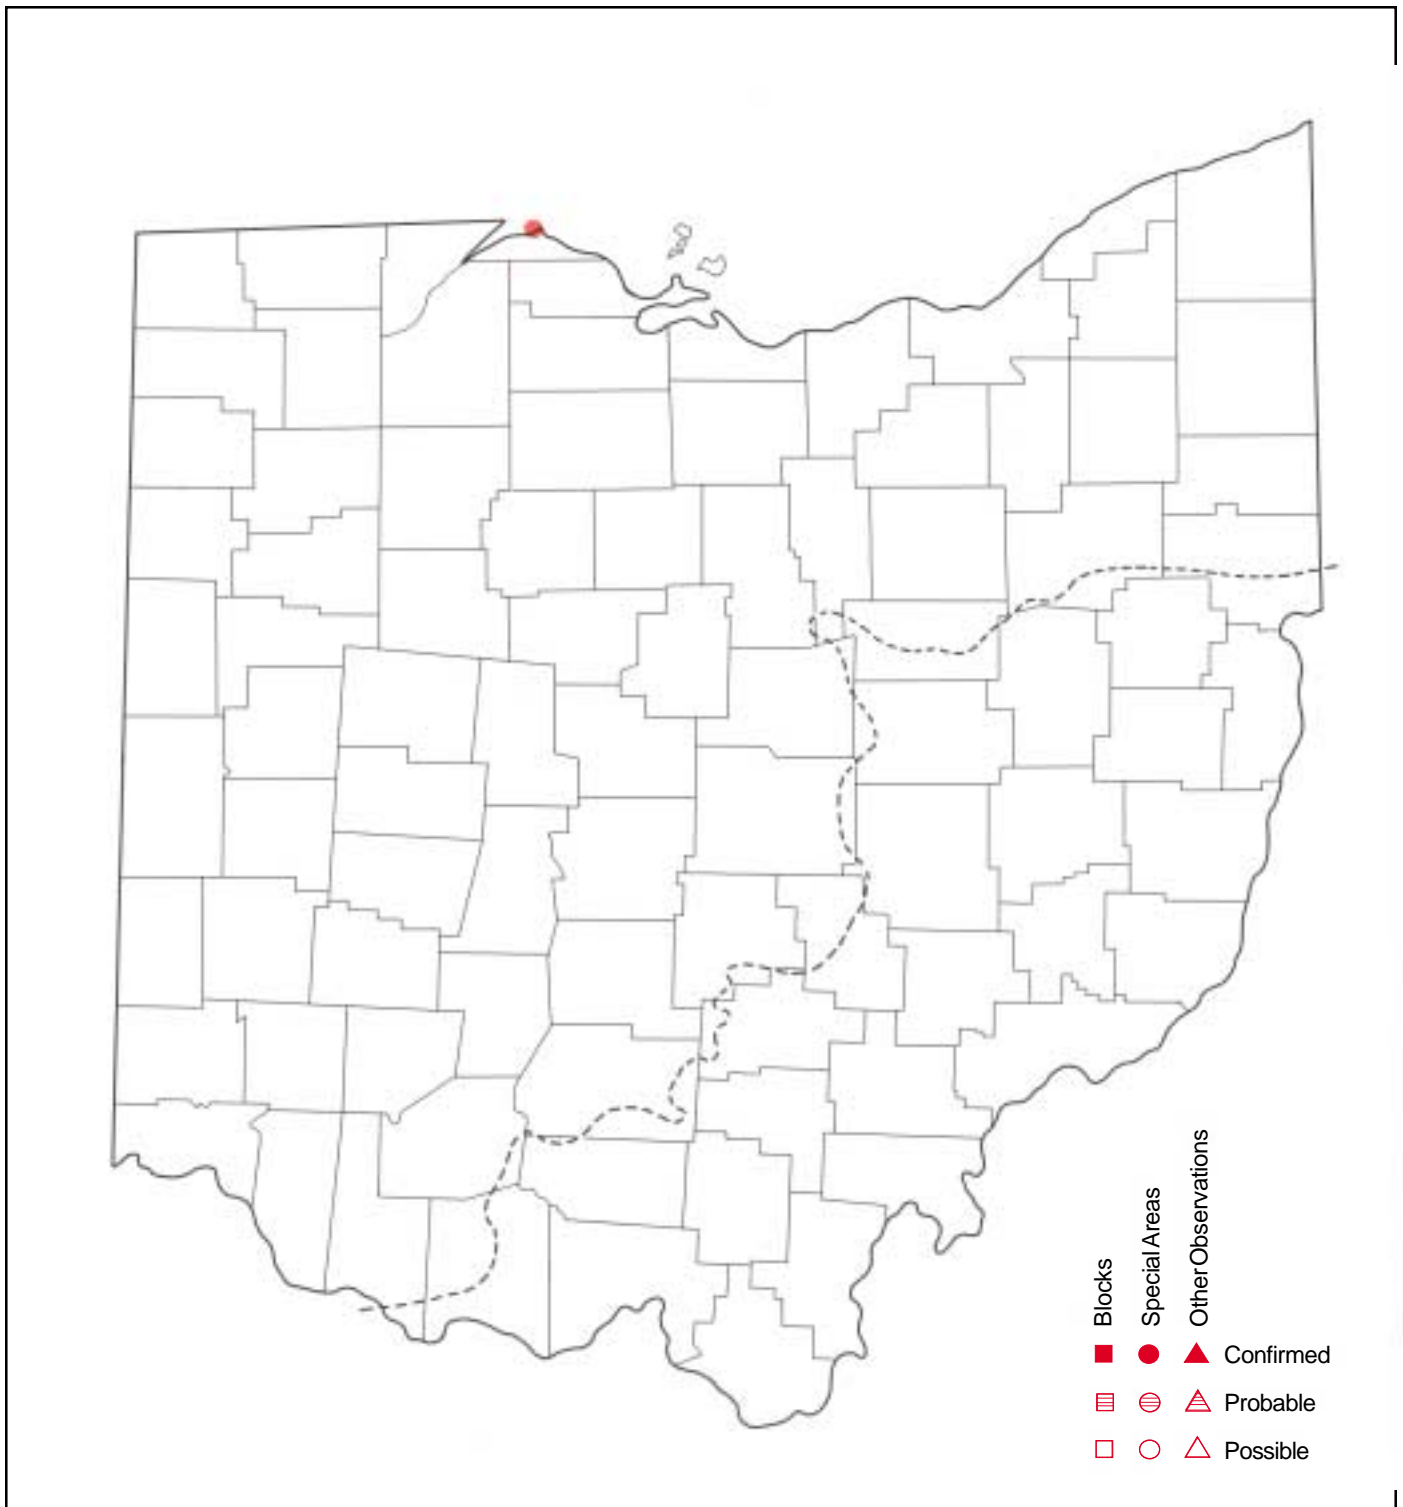 Blocks
Special Areas
Other Observations
Confirmed
Probable
Possible